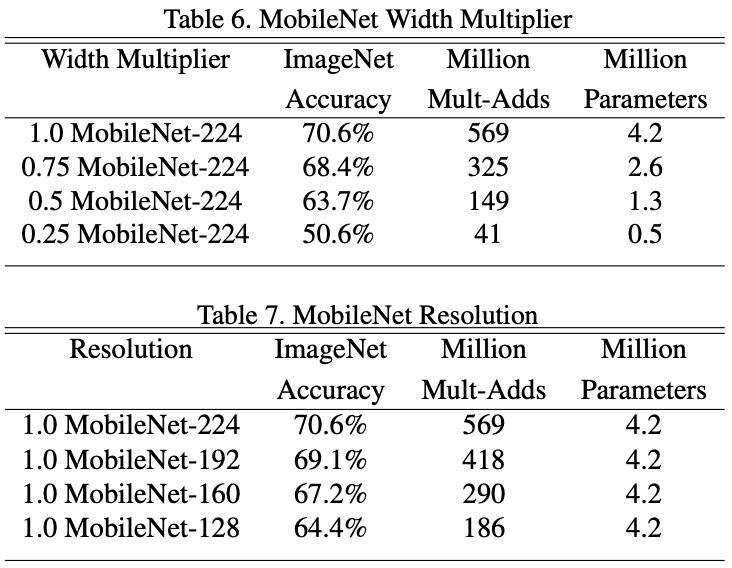 Table 6. MobileNet Width Multiplier
Width Multiplier ImageNet Million Million
Accuracy Mult-Adds Parameters
1.0 MobileNet-224 70.6% 569 4.2
0.75 MobileNet-224 68.4% 325 2.6
0.5 MobileNet-224 63.7% 149 1.3
0.25 MobileNet-224 50.6% 41 0.5
Table 7. MobileNet Resolution
Resolution ImageNet Million Million
Accuracy Mult-Adds Parameters
1.0 MobileNet-224 70.6% 569 4.2
1.0 MobileNet-192 69.1% 418 4.2
1.0 MobileNet-160 67.2% 290 4.2
1.0 MobileNet-128 64.4% 186 4.2